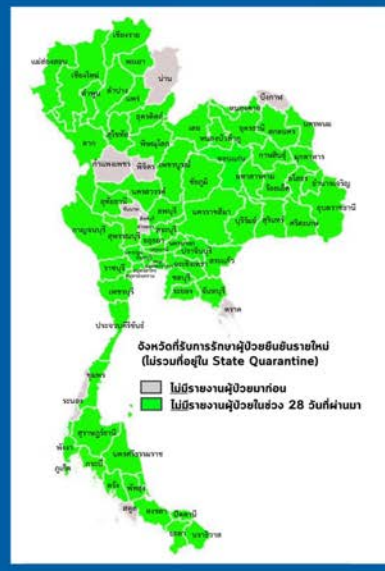 เชียงราย
แม่ฮ่องสอน
พะเยา
เชียงใหม่
น่าน
ลำปาง
ลำพูน
แพร่
อุตรดิตถ์
บึงกาฬ
เลย
หนองคาย
อุดรธานี
สกลนคร
นครพนม
สุโขทัย
ตาก
พิษณุโลก
หนองบัวลำภู
ขอนแก่น
กาฬสินธุ์
มุกดาหาร
กำแพงเพชร
พิจิตร
เพชรบูรณ์
ชัยภูมิ
มหาสารคาม
ร้อยเอ็ด
ยโสธร
อำนาจเจริญ
อุบลราชธานี
นครสวรรค์
อุทัยธานี
ลพบุรี
นครราชสีมา
บุรีรัมย์
สุรินทร์
ศรีสะเกษ
กาญจนบุรี
สุพรรณบุรี
สระบุรี
อยุธยา
ปราจีนบุรี
สระแก้ว
ราชบุรี
ฉะเชิงเทรา
ชลบุรี
เพชรบุรี
ระยอง
จันทบุรี
ตราด
ประจวบคีรีขันธ์
จังหวัดที่รับการรักษาผู้ป่วยยืนยันรายใหม่
(ไม่รวมที่อยู่ใน State Quarantine)
ไม่มีรายงานผู้ป่วยมาก่อน
ไม่มีรายงานผู้ป่วยในช่วง 28 วันที่ผ่านมา
ชุมพร
ระนอง
สุราษฎร์ธานี
พังงา
นครศรีธรรมราช
กระบี่
ภูเก็ต
ตรัง
พัทลุง
สตูล
สงขลา
ปัตตานี
ยะลา
นราธิวาส